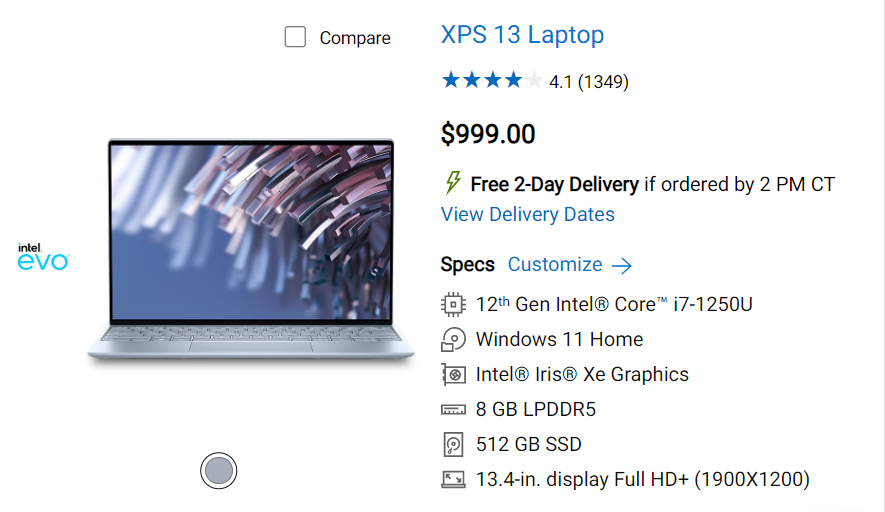 Compare
XPS 13 Laptop
4.1 (1349)
$999.00
Free 2-Day Delivery if ordered by 2 PM CT
View Delivery Dates
intel.
evo
Specs Customize →
12th Gen Intel® Core™ i7-1250U
Windows 11 Home
Intel® Iris® Xe Graphics
8 GB LPDDR5
512 GB SSD
13.4-in. display Full HD+ (1900X1200)